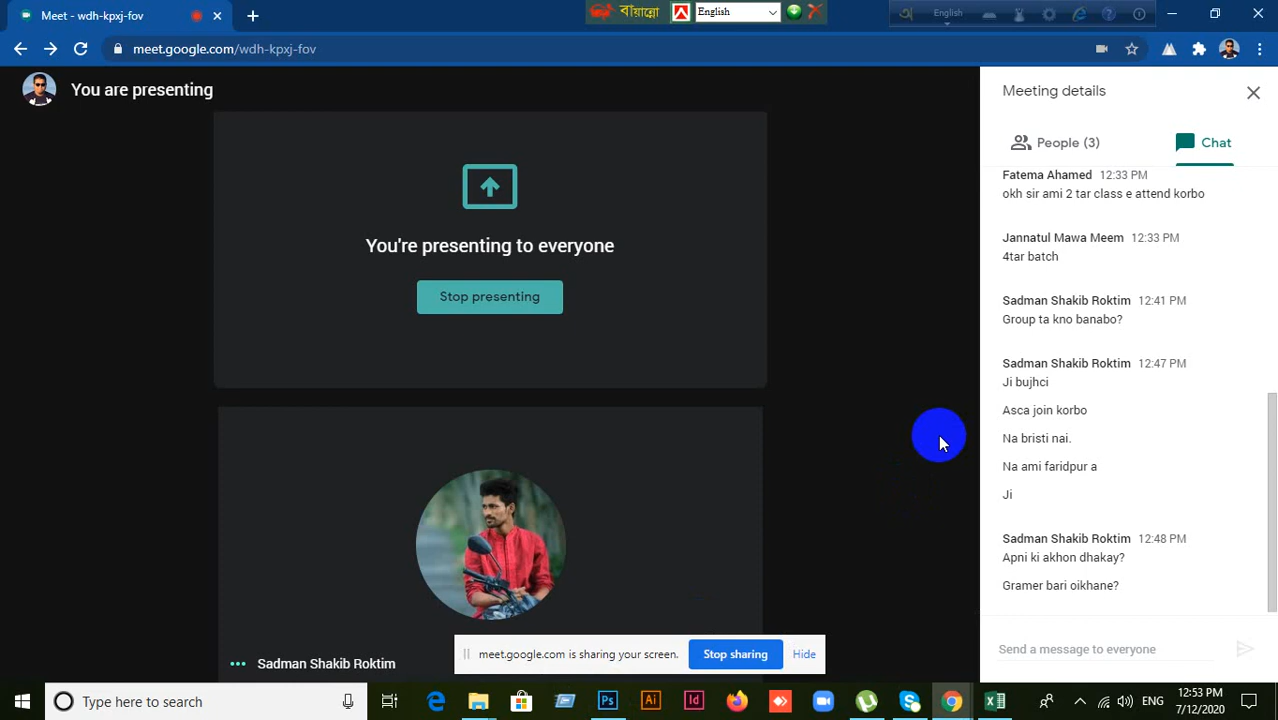 Meet - wdh-kpxj-fov
বাঁয়ান্নো
English
English
meet.google.com/wdh-kpxj-fov
You are presenting
Meeting details
People (3)
Chat
You're presenting to everyone
Stop presenting
Fatema Ahamed 12:33 PM
okh sir ami 2 tar class e attend korbo
Jannatul Mawa Meem 12:33 PM
4tar batch
Sadman Shakib Roktim 12:41 PM
Group ta kno banabo?
Sadman Shakib Roktim 12:47 PM
Ji bujhci
Asca join korbo
Na bristi nai.
Na ami faridpur a
Ji
Sadman Shakib Roktim 12:48 PM
Apni ki akhon dhakay?
Gramer bari oikhane?
Send a message to everyone
meet.google.com is sharing your screen.
Stop sharing
Hide
Sadman Shakib Roktim
Type here to search
Ps
Ai
Id
ENG
12:53 PM
7/12/2020